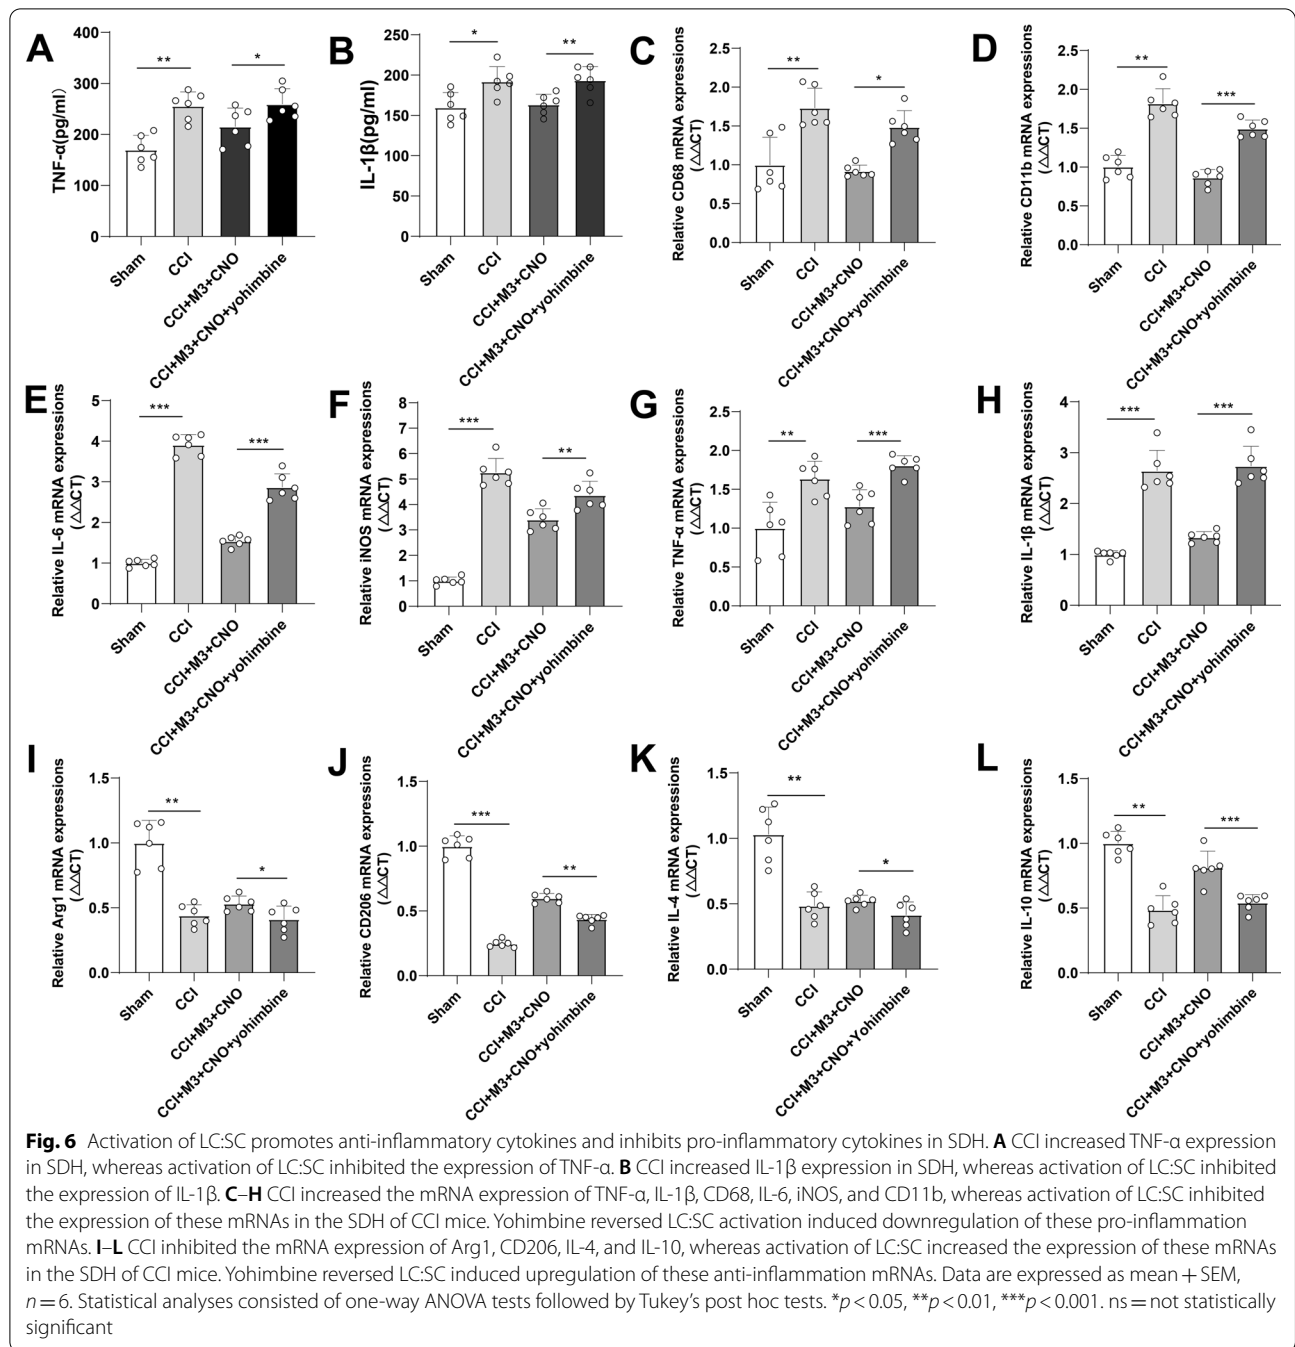 A
TNF-α(pg/ml)
400
300
200
100
0
**
*
Sham
CCI
CCI+M3+CNO
CCI+M3+CNO+yohimbine
B
IL-1β(pg/ml)
250
200
150
100
50
0
*
**
Sham
CCI
CCI+M3+CNO
CCI+M3+CNO+yohimbine
C
Relative CD68 mRNA expressions
(△△CT)
2.5
2.0
1.5
1.0
0.5
0.0
**
*
Sham
CCI
CCI+M3+CNO
CCI+M3+CNO+yohimbine
D
Relative CD11b mRNA expressions
(△△CT)
2.5
2.0
1.5
1.0
0.5
0.0
**
***
Sham
CCI
CCI+M3+CNO
CCI+M3+CNO+yohimbine
E
Relative IL-6 mRNA expressions
(△△CT)
5
4
3
2
1
0
***
***
Sham
CCI
CCI+M3+CNO
CCI+M3+CNO+yohimbine
F
Relative iNOS mRNA expressions
(△△CT)
8
7
6
5
4
3
2
1
0
***
**
Sham
CCI
CCI+M3+CNO
CCI+M3+CNO+yohimbine
G
Relative TNF-α mRNA expressions
(△△CT)
2.5
2.0
1.5
1.0
0.5
0.0
**
***
Sham
CCI
CCI+M3+CNO
CCI+M3+CNO+yohimbine
H
Relative IL-1β mRNA expressions
(△△CT)
4
3
2
1
0
***
***
Sham
CCI
CCI+M3+CNO
CCI+M3+CNO+yohimbine
I
Relative Arg1 mRNA expressions
(△△CT)
1.5
1.0
0.5
0.0
**
*
Sham
CCI
CCI+M3+CNO
CCI+M3+CNO+yohimbine
J
Relative CD206 mRNA expressions
(△△CT)
1.5
1.0
0.5
0.0
***
**
Sham
CCI
CCI+M3+CNO
CCI+M3+CNO+yohimbine
K
Relative IL-4 mRNA expressions
(△△CT)
1.5
1.0
0.5
0.0
**
*
Sham
CCI
CCI+M3+CNO
CCI+M3+CNO+Yohimbine
L
Relative IL-10 mRNA expressions
(△△CT)
1.5
1.0
0.5
0.0
**
***
Sham
CCI
CCI+M3+CNO
CCI+M3+CNO+yohimbine
Fig. 6 Activation of LC:SC promotes anti-inflammatory cytokines and inhibits pro-inflammatory cytokines in SDH. A CCI increased TNF-α expression
in SDH, whereas activation of LC:SC inhibited the expression of TNF-α. B CCI increased IL-1β expression in SDH, whereas activation of LC:SC inhibited
the expression of IL-1β. C–H CCI increased the mRNA expression of TNF-α, IL-1β, CD68, IL-6, iNOS, and CD11b, whereas activation of LC:SC inhibited
the expression of these mRNAs in the SDH of CCI mice. Yohimbine reversed LC:SC activation induced downregulation of these pro-inflammation
mRNAs. I–L CCI inhibited the mRNA expression of Arg1, CD206, IL-4, and IL-10, whereas activation of LC:SC increased the expression of these mRNAs
in the SDH of CCI mice. Yohimbine reversed LC:SC induced upregulation of these anti-inflammation mRNAs. Data are expressed as mean + SEM,
n = 6. Statistical analyses consisted of one-way ANOVA tests followed by Tukey's post hoc tests. *p < 0.05, **p < 0.01, ***p < 0.001. ns = not statistically
significant